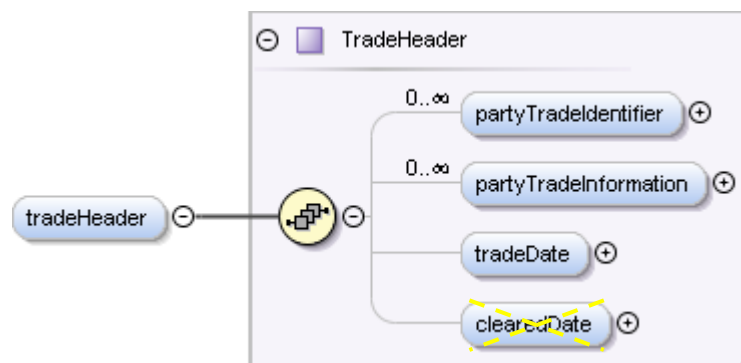 TradeHeader
0..∞
partyTradeIdentifier
0..∞
partyTradeInformation
tradeHeader
tradeDate
clearedDate